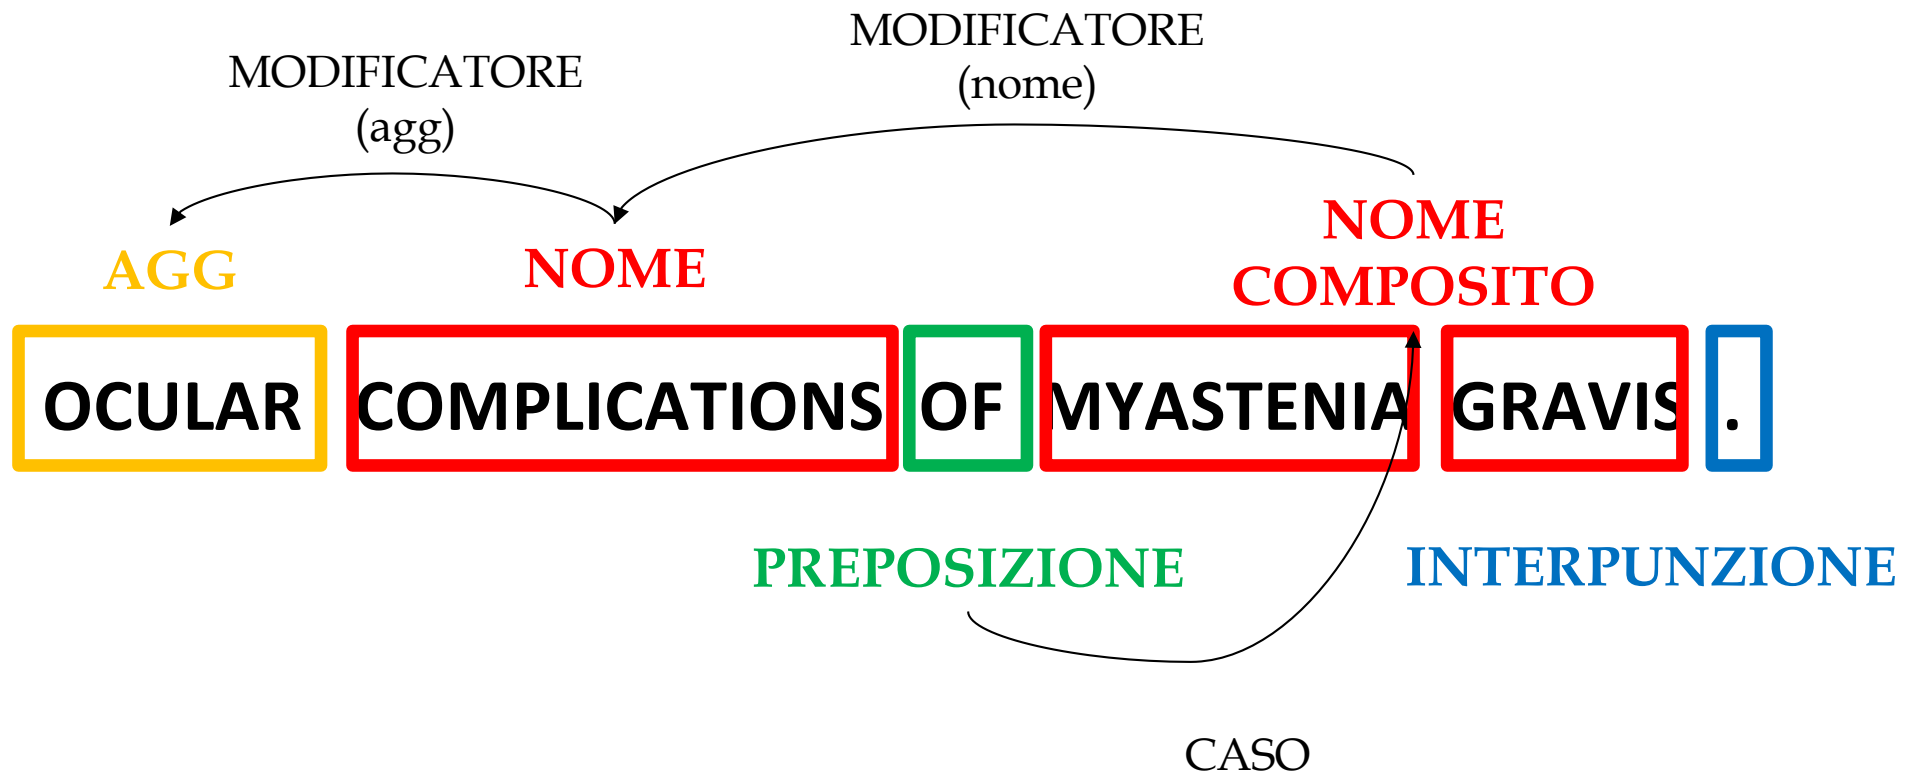 MODIFICATORE
(nome)
MODIFICATORE
(agg)
NOME
COMPOSITO
AGG
NOME
OCULAR COMPLICATIONS OF MYASTENIA GRAVIS .
PREPOSIZIONE
INTERPUNZIONE
CASO